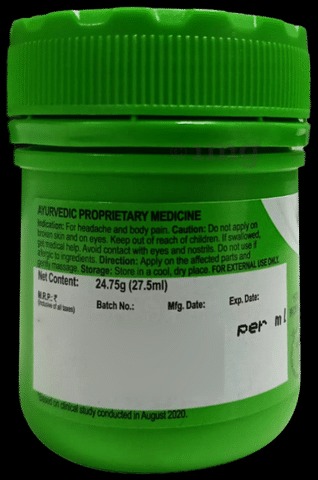 AYURVEDIC PROPRIETARY MEDICINE
Indication: For headache and body pain. Caution: Do not apply on
broken skin and on eyes. Keep out of reach of children. If swallowed,
get medical help. Avoid contact with eyes and nostrils. Do not use if
allergic to ingredients. Direction: Apply on the affected parts and
gently massage. Storage: Store in a cool, dry place. FOR EXTERNAL USE ONLY.
Net Content: 24.75g (27.5ml)
M.R.P.: ₹ Batch No.: Mfg. Date: Exp. Date:
(Inclusive of all taxes)
per m L
*Based on clinical study conducted in August 2020.